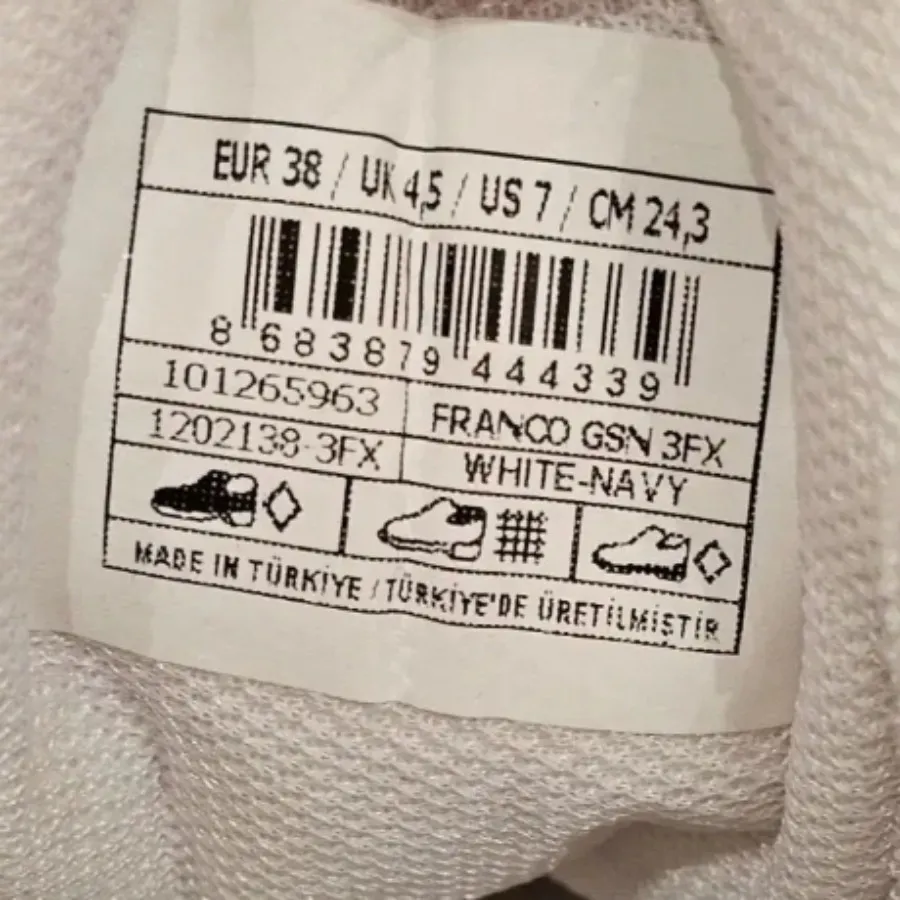 EUR 38 / UK 4,5 / US 7 / CM 24,3
8 683879 444339
101265963
FRANCO GSN 3FX
1202138-3FX
WHITE-NAVY
MADE IN TÜRKİYE / TÜRKİYE'DE ÜRETİLMİSTİR